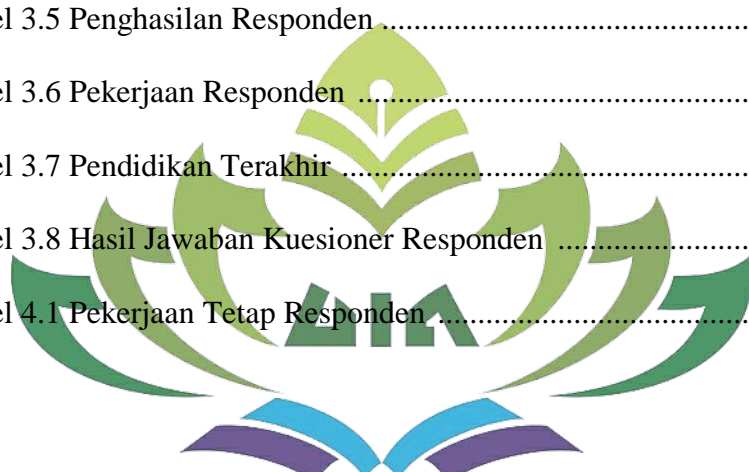 el 3.5 Penghasilan Responden ..............................................
el 3.6 Pekerjaan Responden ..............................................
el 3.7 Pendidikan Terakhir ..............................................
el 3.8 Hasil Jawaban Kuesioner Responden ........................
el 4.1 Pekerjaan Tetap Responden .......................................